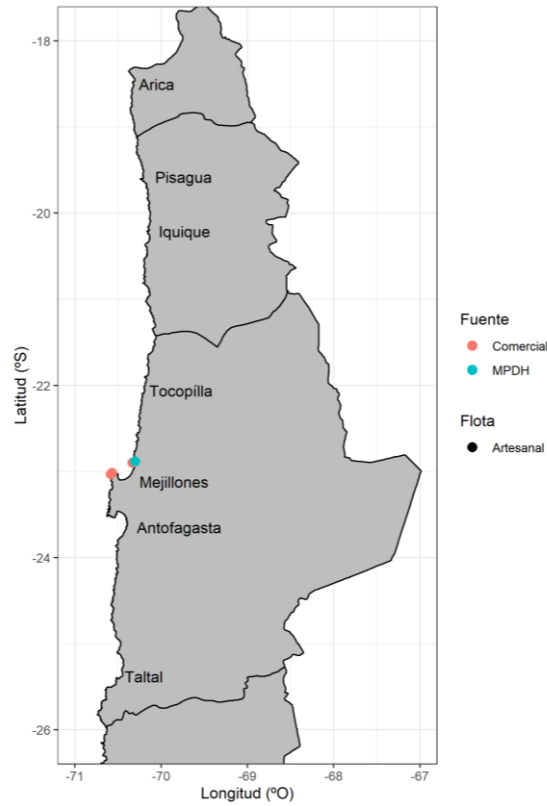 -18
-20
-22
-24
-26
Latitud (ºS)
Arica
Pisagua
Iquique
Tocopílla
Mejillones
Antofagasta
Taltal
-71
-70
-69
-68
-67
Longitud (ºO)
Fuente
Comercial
MPDH
Flota
Artesanal